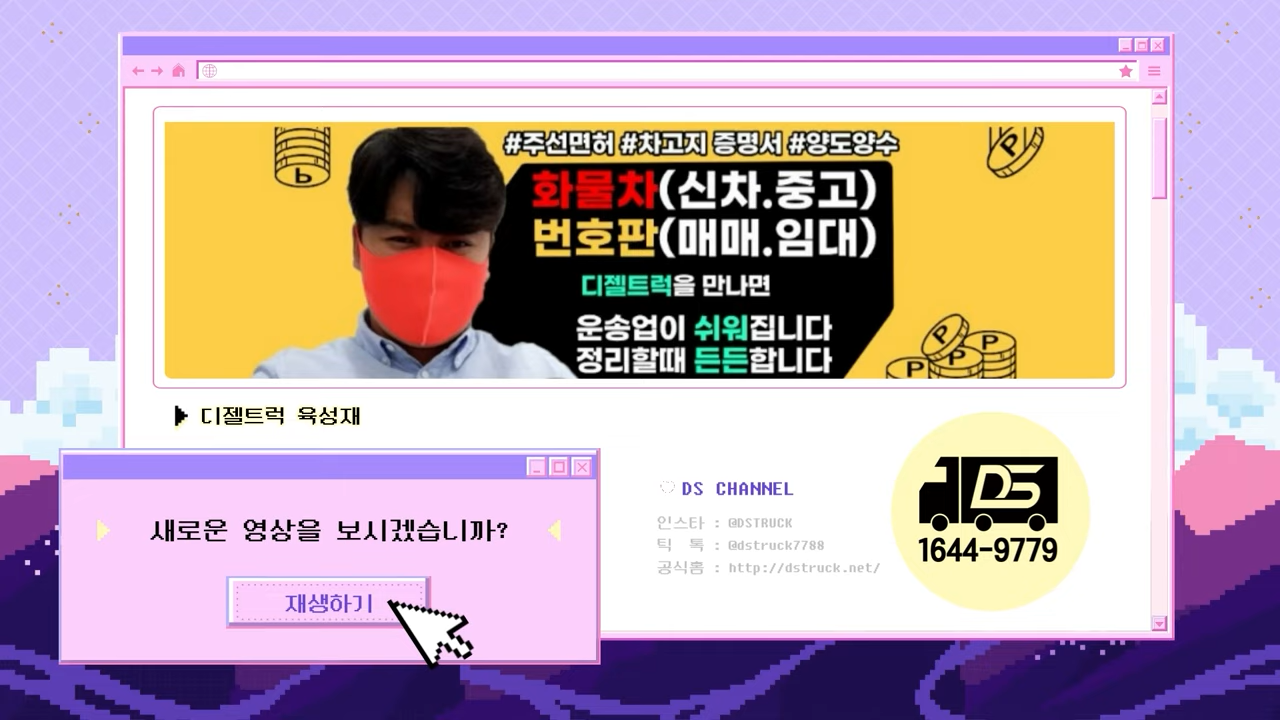 #주선면허 #차고지 증명서 #양도양수
화물차(신차.중고)
번호판(매매.임대)
디젤트럭을 만나면
운송업이 쉬워집니다
정리할때 든든합니다
디젤트럭 육성재
새로운 영상을 보시겠습니까?
재생하기
DS CHANNEL
인스타 : @DSTRUCK
틱 톡 : @dstruck7788
공식홈 : http://dstruck.net/
DS
1644-9779